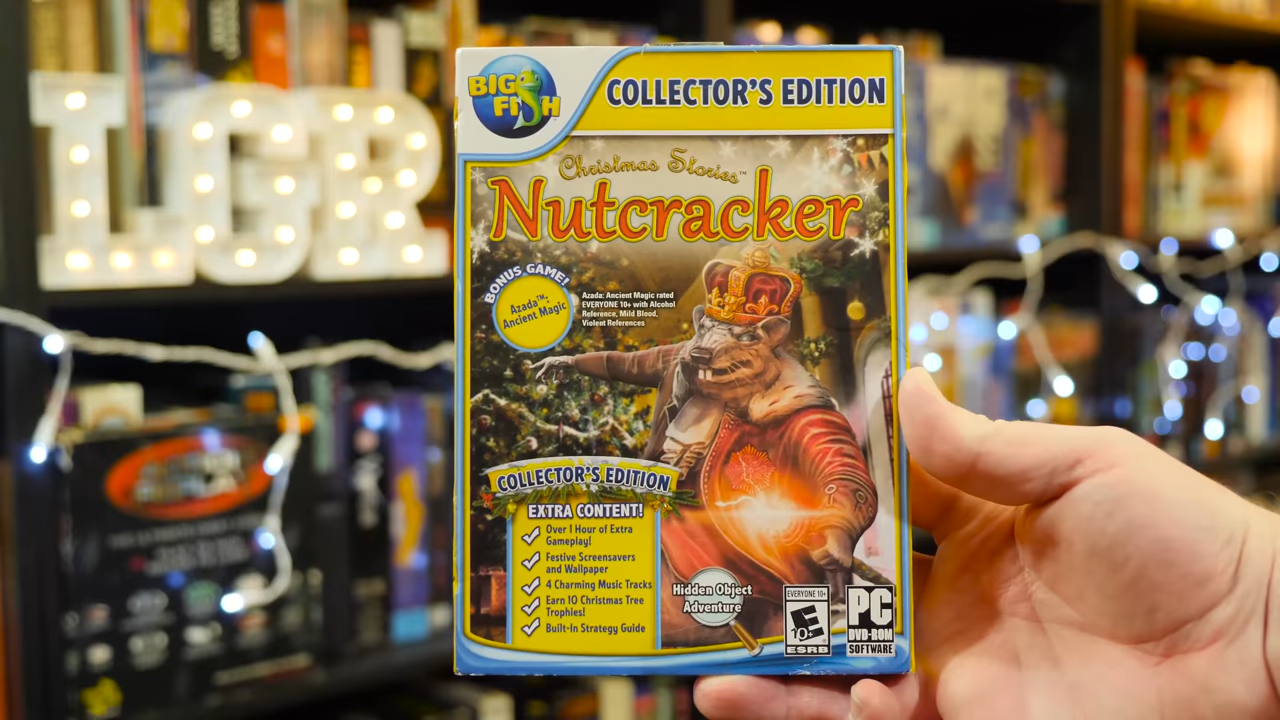 LGR
BIG
FISH
COLLECTOR'S EDITION
Christmas Stories™
Nutcracker
BONUS GAME!
Azada™:
Ancient Magic
Azada: Ancient Magic rated
EVERYONE 10+ with Alcohol
Reference, Mild Blood,
Violent References
COLLECTOR'S EDITION
EXTRA CONTENT!
Over 1 Hour of Extra
Gameplay!
Festive Screensavers
and Wallpaper
4 Charming Music Tracks
Earn 10 Christmas Tree
Trophies!
Built-In Strategy Guide
Hidden Object
Adventure
EVERYONE 10+
E
10+
ESRB
PC
DVD-ROM
SOFTWARE